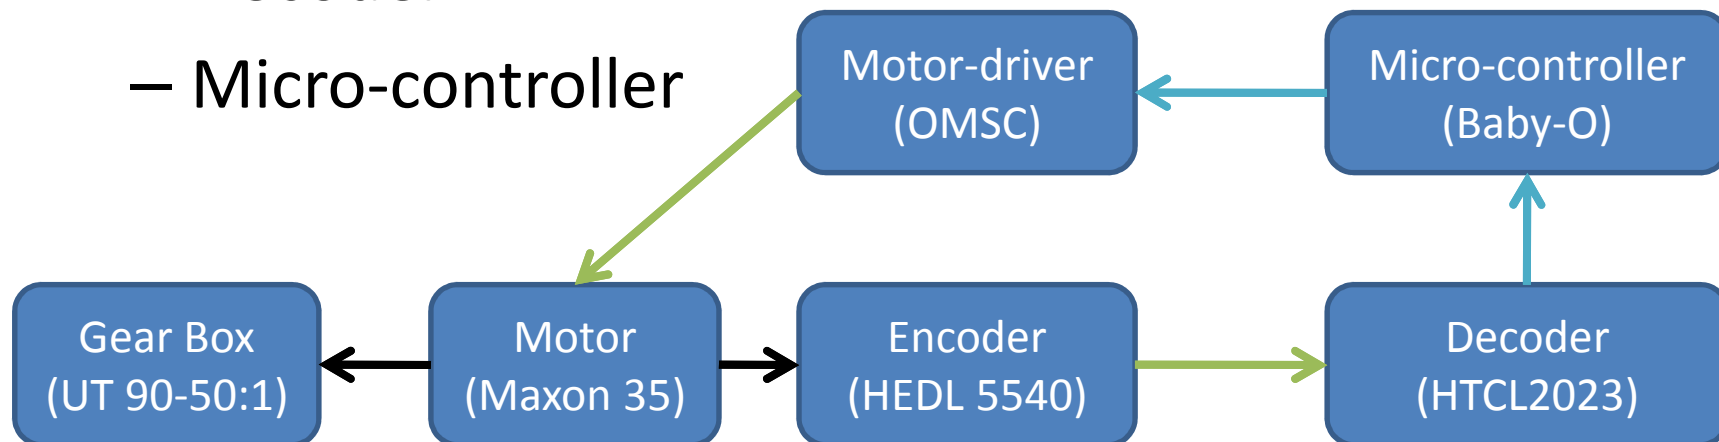 – Micro-controller
Motor-driver
(OMSC)
Micro-controller
(Baby-O)
Gear Box
(UT 90-50:1)
Motor
(Maxon 35)
Encoder
(HEDL 5540)
Decoder
(HTCL2023)